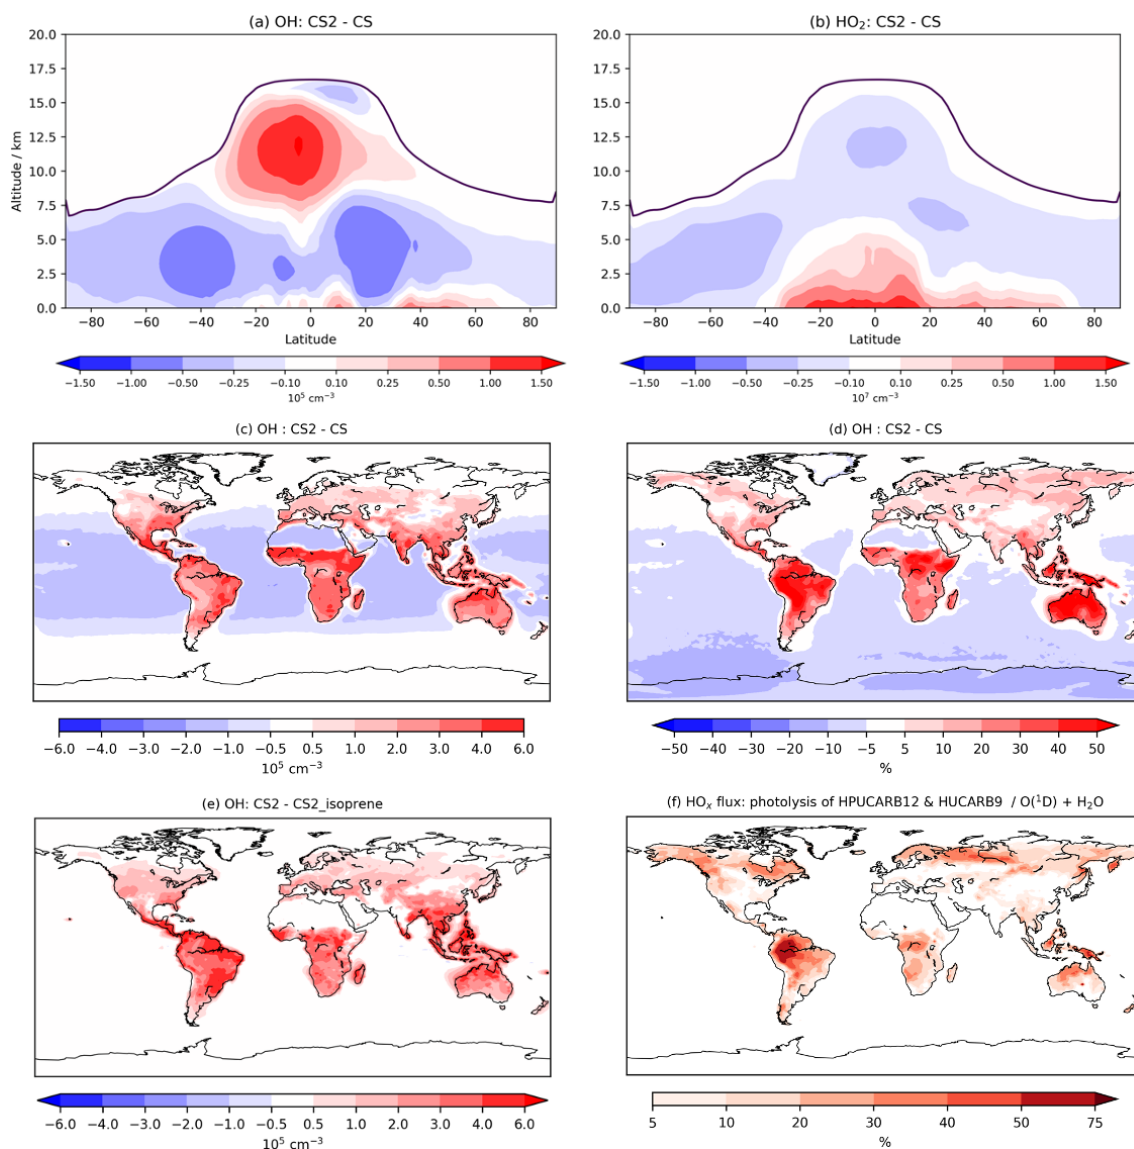 (a) OH: CS2 - CS
20.0
17.5
15.0
12.5
10.0
7.5
5.0
2.5
0.0
Altitude / km
−80 −60 −40 −20 0 20 40 60 80
Latitude
−1.50 −1.00 −0.50 −0.25 −0.10 0.10 0.25 0.50 1.00 1.50
10⁵ cm⁻³
(b) HO₂: CS2 - CS
20.0
17.5
15.0
12.5
10.0
7.5
5.0
2.5
0.0
−80 −60 −40 −20 0 20 40 60 80
Latitude
−1.50 −1.00 −0.50 −0.25 −0.10 0.10 0.25 0.50 1.00 1.50
10⁷ cm⁻³
(c) OH : CS2 - CS
−6.0 −4.0 −3.0 −2.0 −1.0 −0.5 0.5 1.0 2.0 3.0 4.0 6.0
10⁵ cm⁻³
(d) OH : CS2 - CS
−50 −40 −30 −20 −10 −5 5 10 20 30 40 50
%
(e) OH: CS2 - CS2_isoprene
−6.0 −4.0 −3.0 −2.0 −1.0 −0.5 0.5 1.0 2.0 3.0 4.0 6.0
10⁵ cm⁻³
(f) HOₓ flux: photolysis of HPUCARB12 & HUCARB9 / O(¹D) + H₂O
5 10 20 30 40 50 75
%